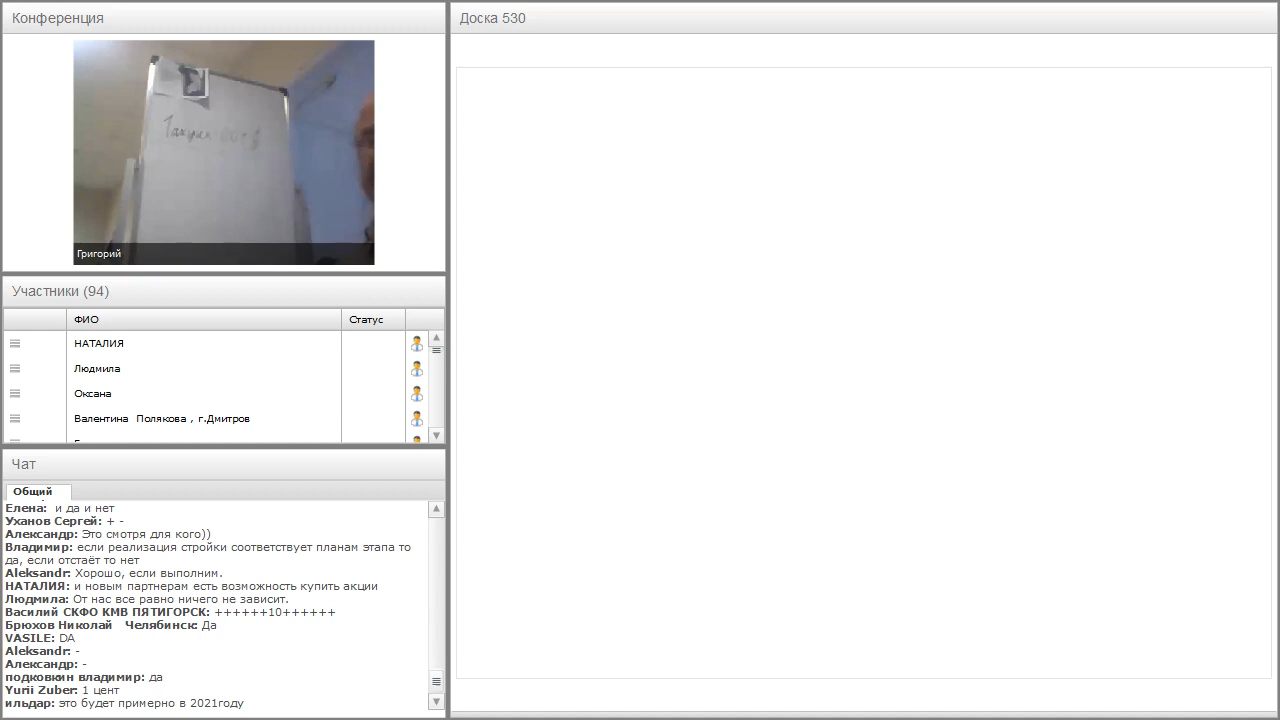 Конференция
Григорий
Участники (94)
ФИО
Статус
НАТАЛИЯ
Людмила
Оксана
Валентина Полякова , г.Дмитров
Чат
Общий
Елена: и да и нет
Уханов Сергей: + -
Александр: Это смотря для кого))
Владимир: если реализация стройки соответствует планам этапа то
да, если отстаёт то нет
Aleksandr: Хорошо, если выполним.
НАТАЛИЯ: и новым партнерам есть возможность купить акции
Людмила: От нас все равно ничего не зависит.
Василий СКФО КМВ ПЯТИГОРСК: ++++++10++++++
Брюхов Николай Челябинск: Да
VASILE: DA
Aleksandr: -
Александр: -
подковкин владимир: да
Yurii Zuber: 1 цент
ильдар: это будет примерно в 2021году
Доска 530